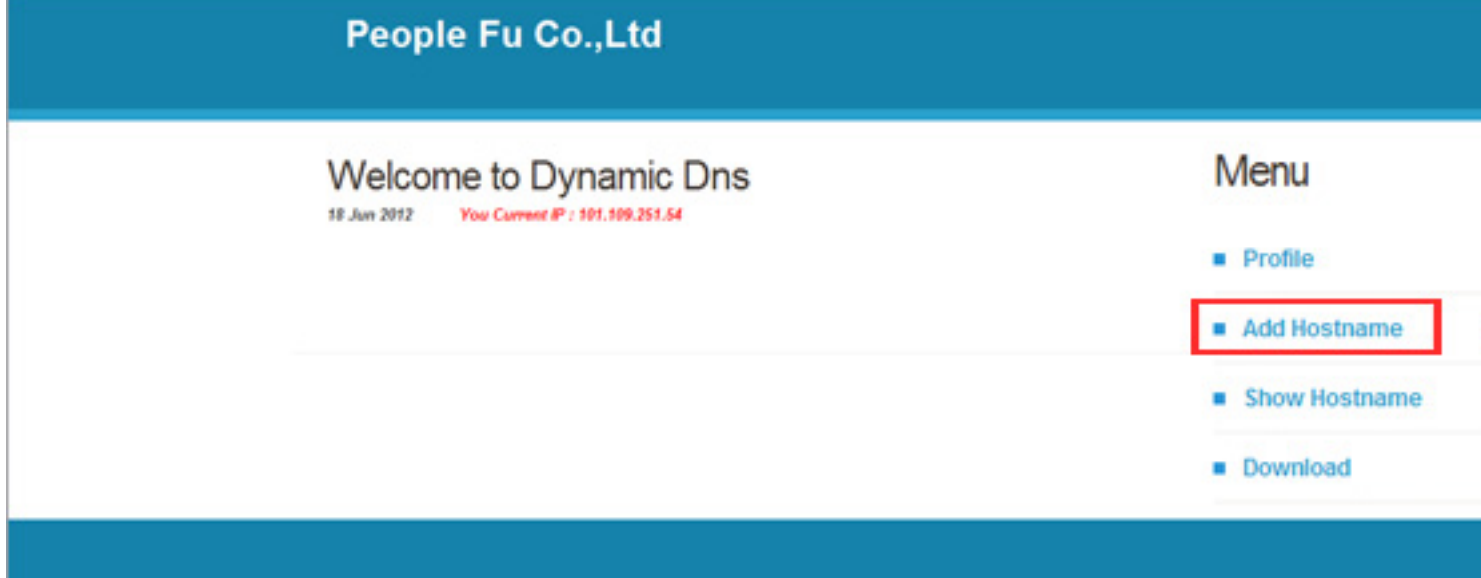 People Fu Co.,Ltd
Welcome to Dynamic Dns
18 Jun 2012 You Current IP : 101.109.251.54
Menu
Profile
Add Hostname
Show Hostname
Download